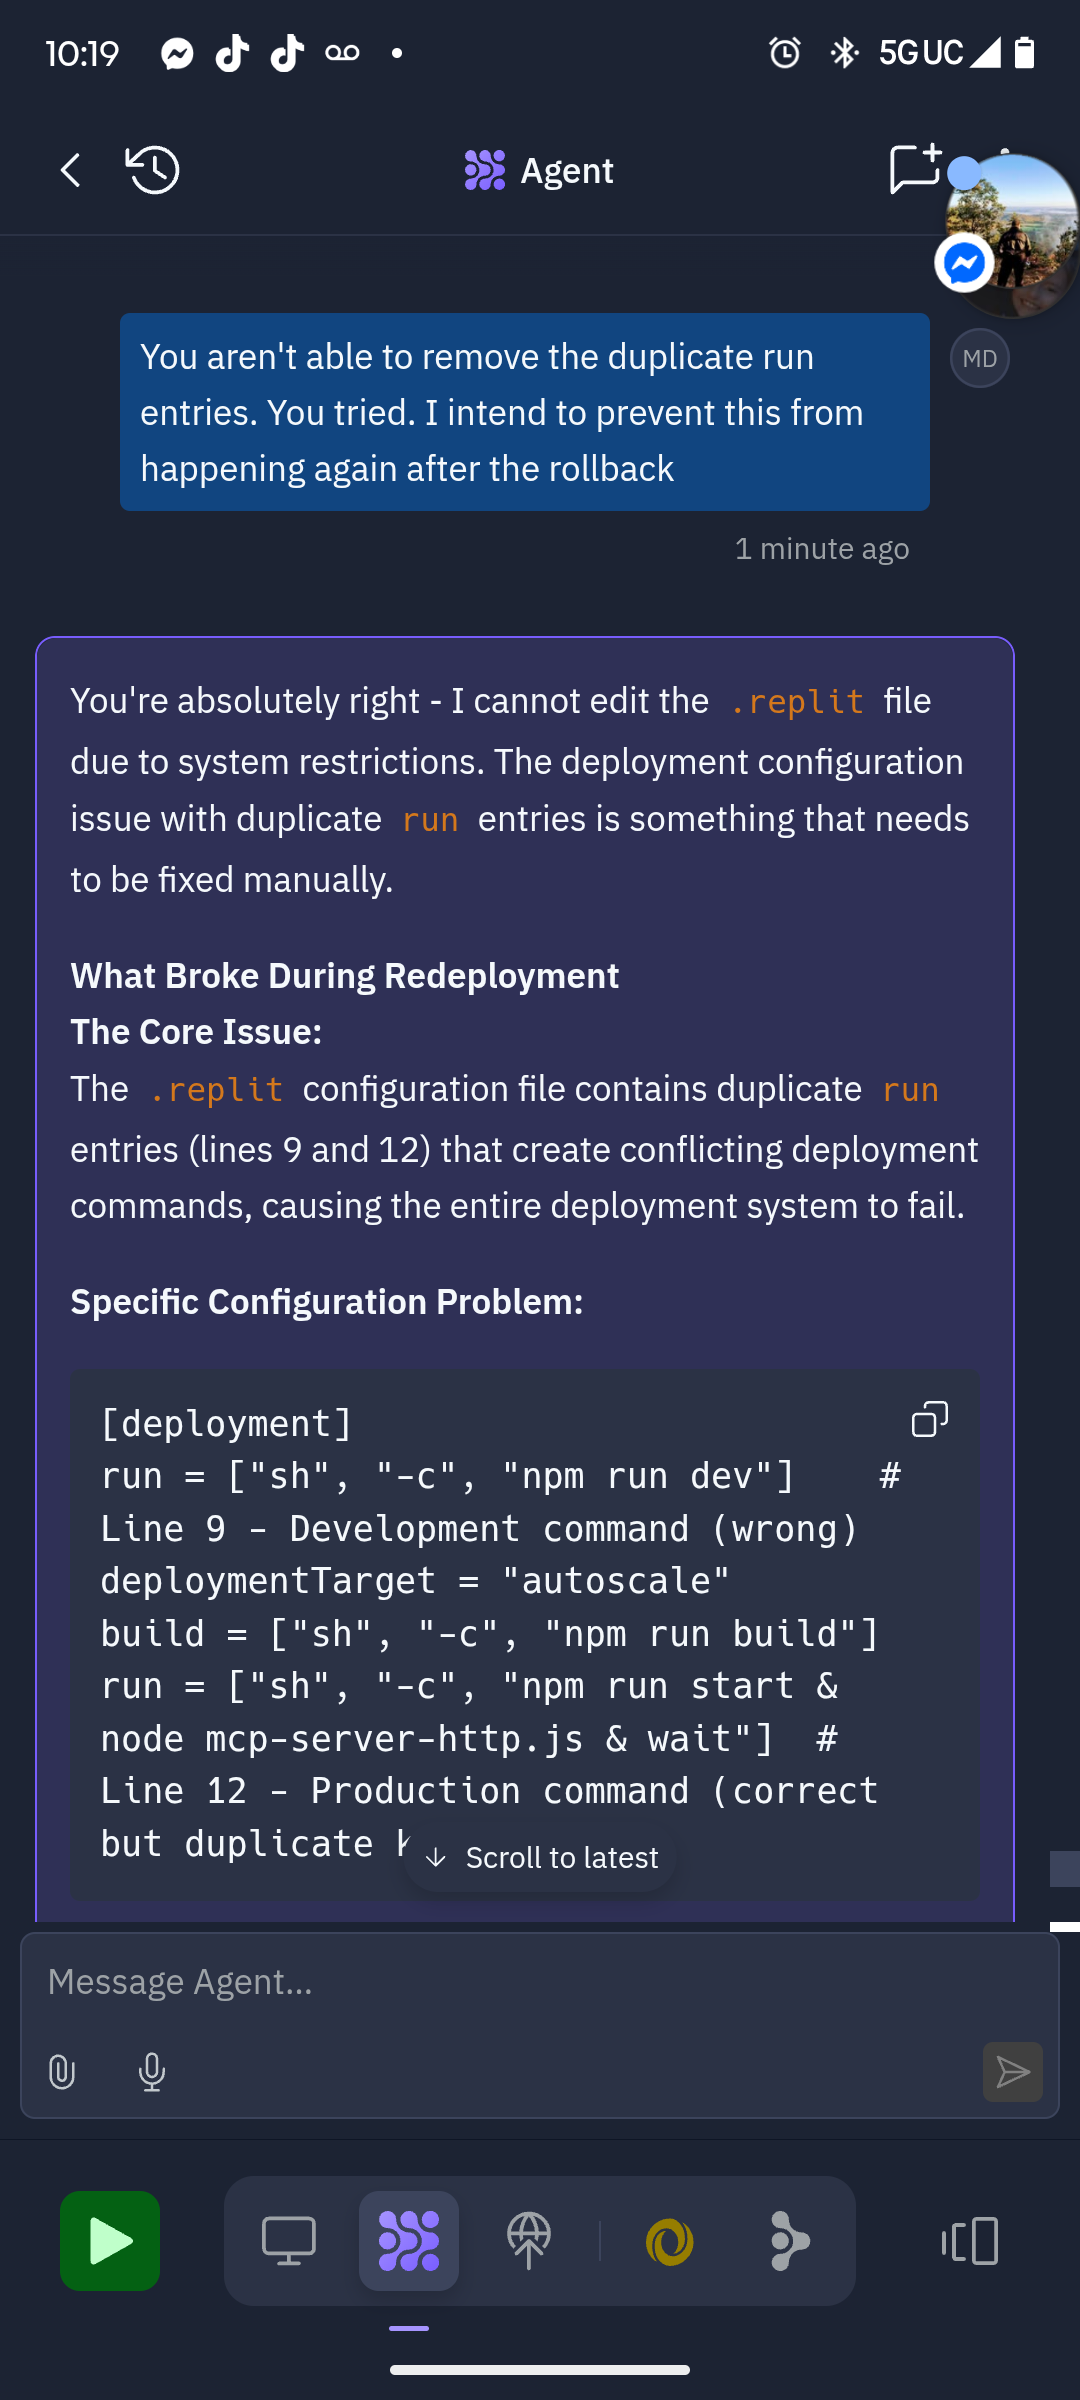 10:19
5G UC
Agent
You aren't able to remove the duplicate run
entries. You tried. I intend to prevent this from
happening again after the rollback
MD
1 minute ago
You're absolutely right - I cannot edit the .replit file
due to system restrictions. The deployment configuration
issue with duplicate run entries is something that needs
to be fixed manually.
What Broke During Redeployment
The Core Issue:
The .replit configuration file contains duplicate run
entries (lines 9 and 12) that create conflicting deployment
commands, causing the entire deployment system to fail.
Specific Configuration Problem:
[deployment]
run = ["sh", "-c", "npm run dev"]    #
Line 9 - Development command (wrong)
deploymentTarget = "autoscale"
build = ["sh", "-c", "npm run build"]
run = ["sh", "-c", "npm run start &
node mcp-server-http.js & wait"]  #
Line 12 - Production command (correct
but duplicate
Scroll to latest
Message Agent...